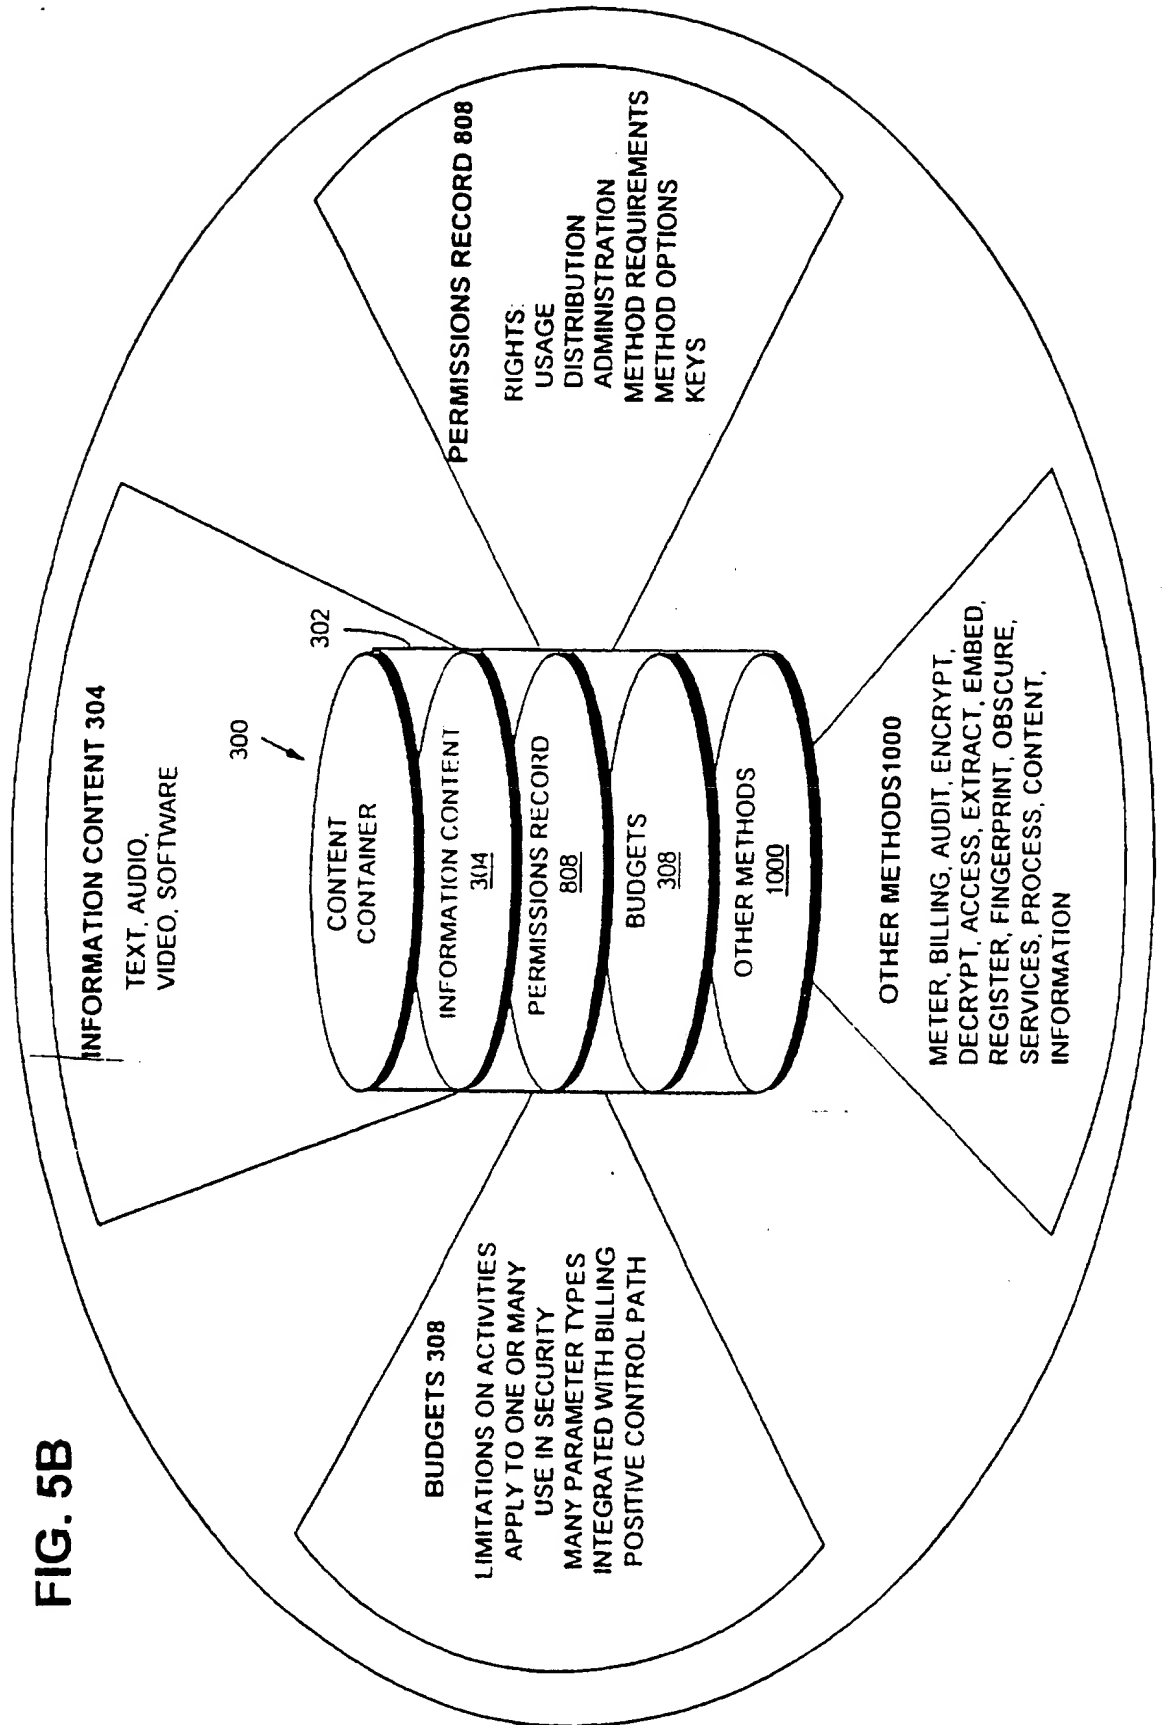 FIG. 5B
INFORMATION CONTENT 304
TEXT, AUDIO,
VIDEO, SOFTWARE
300
302
CONTENT
CONTAINER
INFORMATION CONTENT
304
PERMISSIONS RECORD
808
BUDGETS
308
OTHER METHODS
1000
BUDGETS 308
LIMITATIONS ON ACTIVITIES
APPLY TO ONE OR MANY
USE IN SECURITY
MANY PARAMETER TYPES
INTEGRATED WITH BILLING
POSITIVE CONTROL PATH
PERMISSIONS RECORD 808
RIGHTS:
USAGE
DISTRIBUTION
ADMINISTRATION
METHOD REQUIREMENTS
METHOD OPTIONS
KEYS
OTHER METHODS1000
METER, BILLING, AUDIT, ENCRYPT,
DECRYPT, ACCESS, EXTRACT, EMBED,
REGISTER, FINGERPRINT, OBSCURE,
SERVICES, PROCESS, CONTENT,
INFORMATION